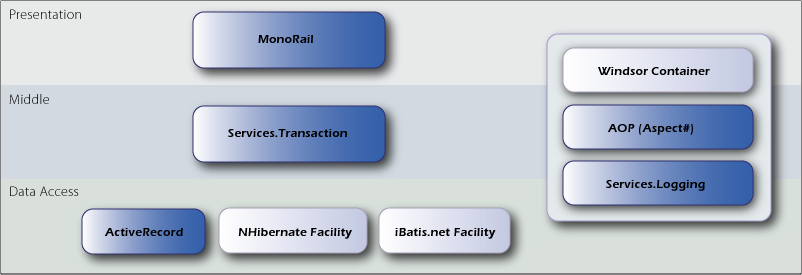 Presentation
MonoRail
Windsor Container
Middle
Services.Transaction
AOP (Aspect#)
Services.Logging
Data Access
ActiveRecord
NHibernate Facility
iBatis.net Facility